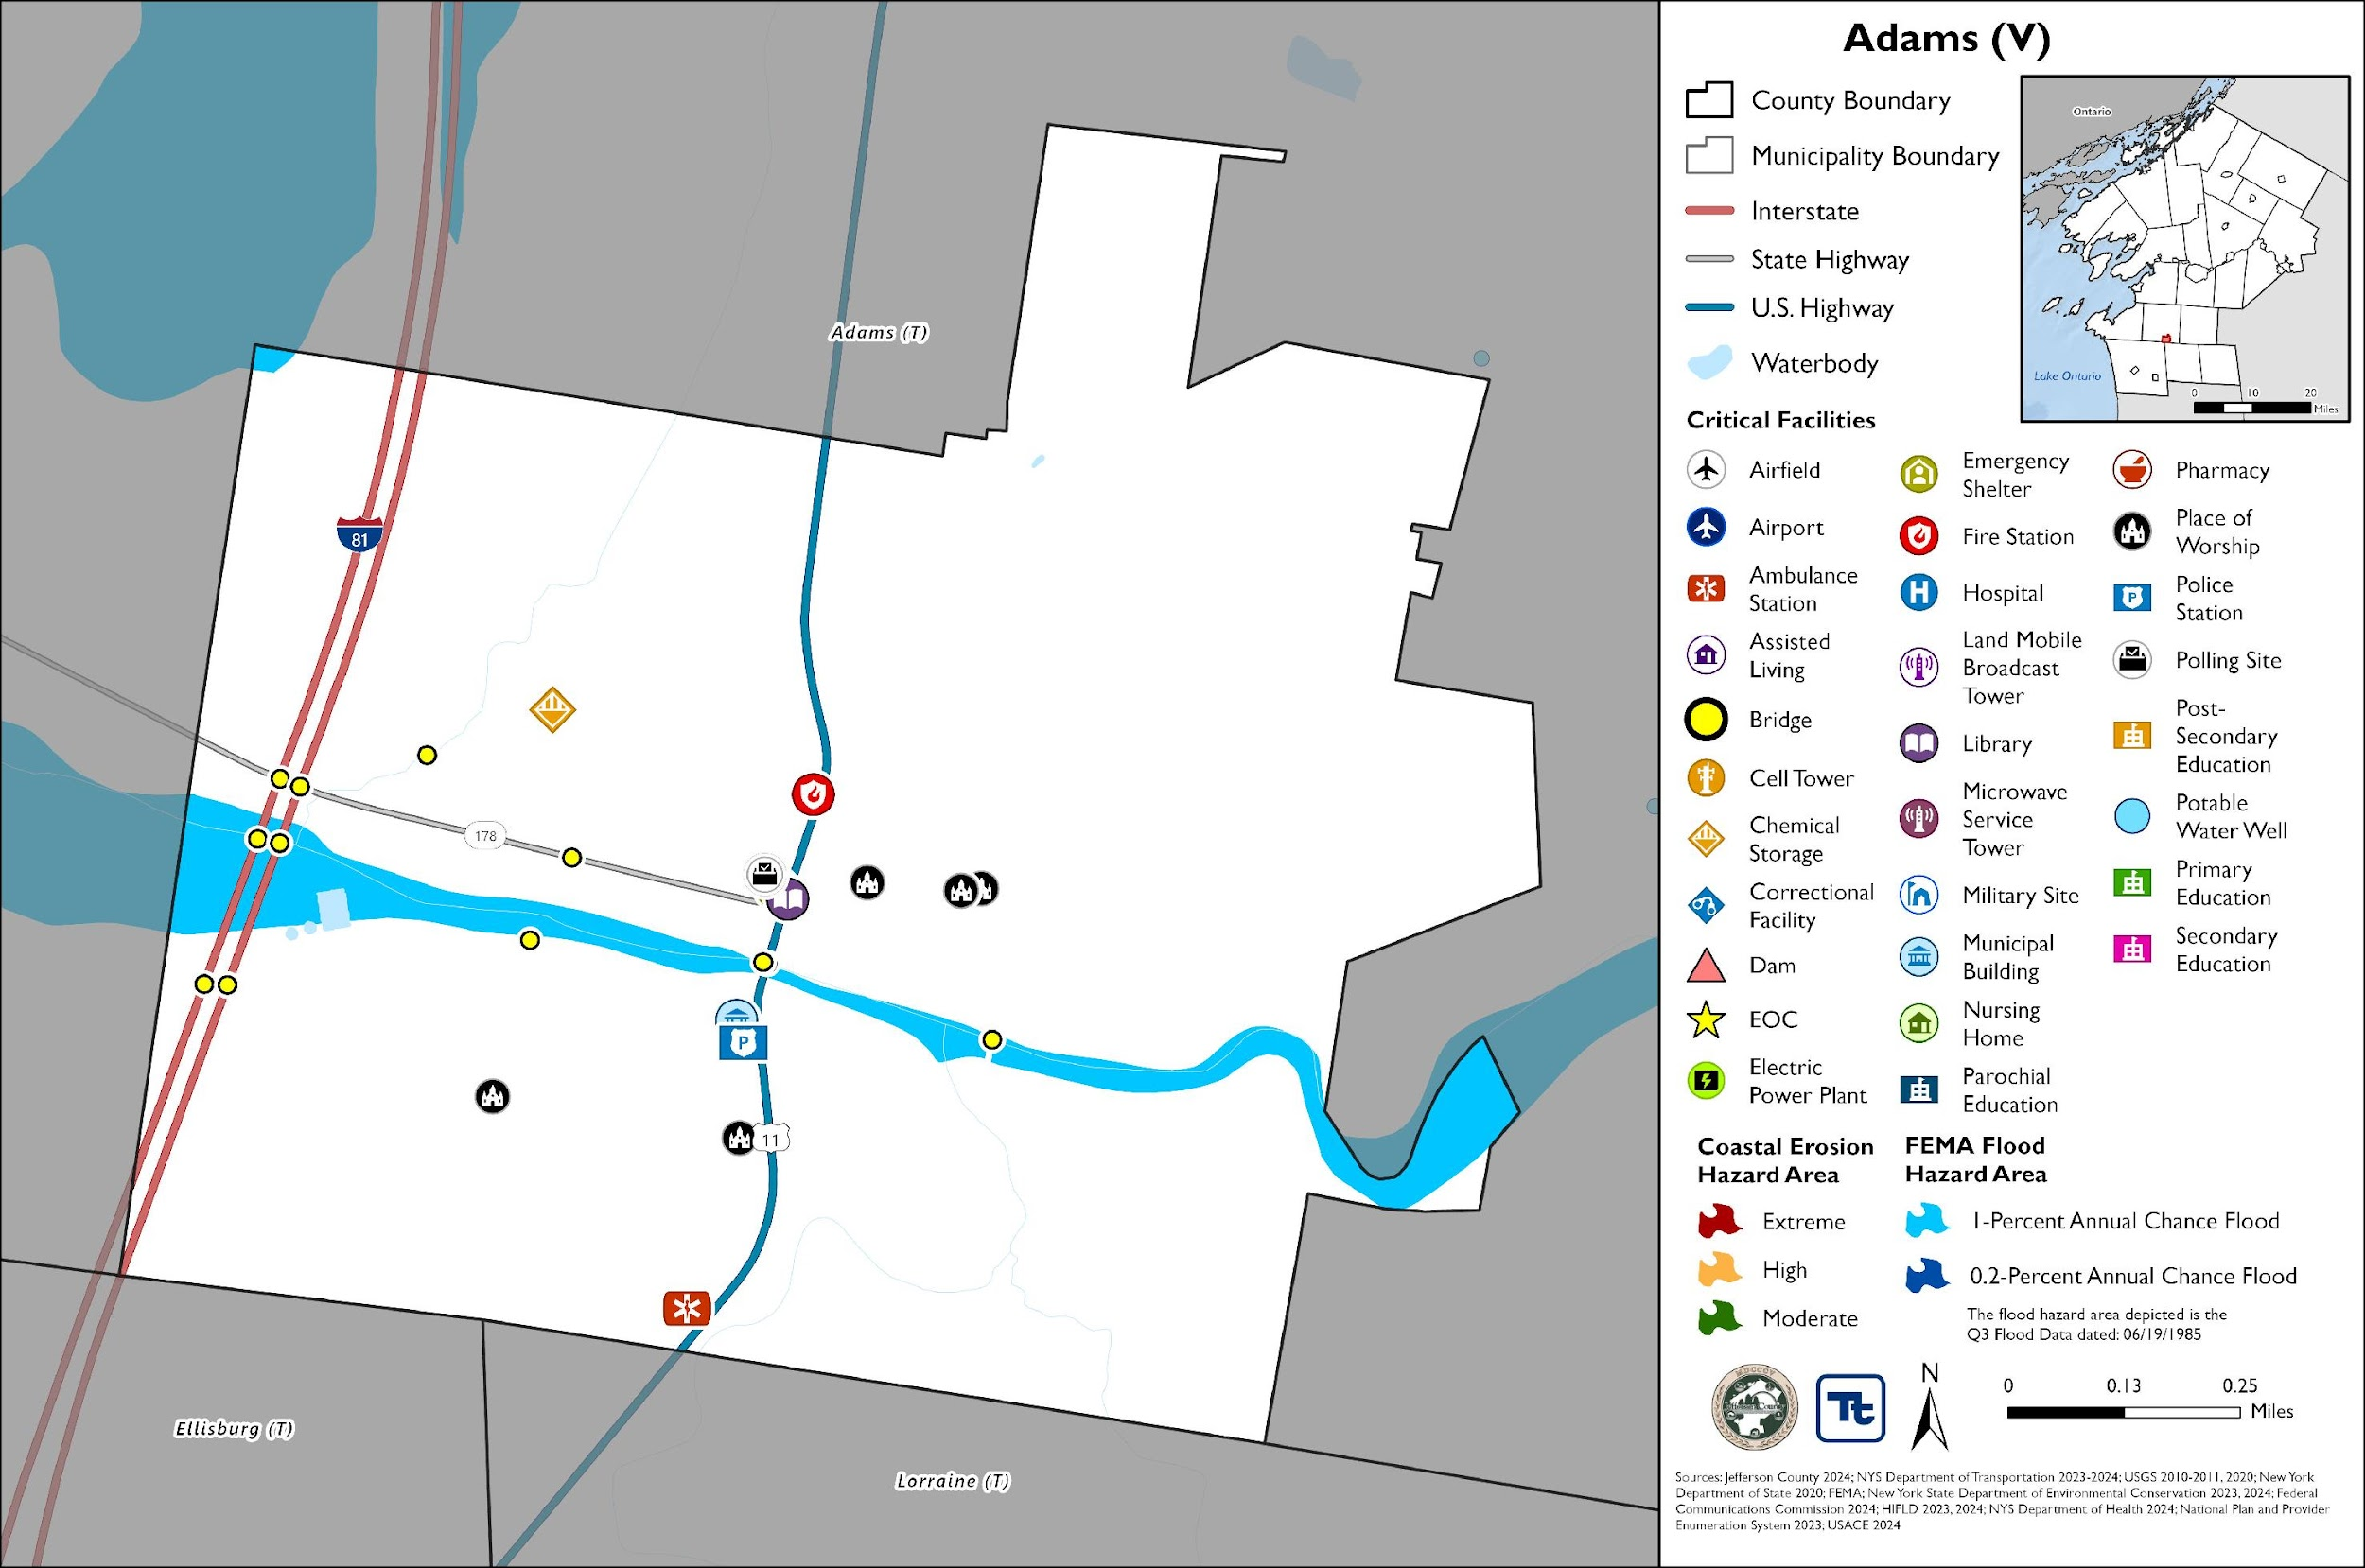 Adams (V)
County Boundary
Municipality Boundary
Interstate
State Highway
U.S. Highway
Waterbody
Ontario
Lake Ontario
0 10 20
Miles
Critical Facilities
Airfield
Airport
Ambulance
Station
Assisted
Living
Bridge
Cell Tower
Chemical
Storage
Correctional
Facility
Dam
EOC
Electric
Power Plant
Emergency
Shelter
Fire Station
H
Hospital
Land Mobile
Broadcast
Tower
Library
Microwave
Service
Tower
Military Site
Municipal
Building
Nursing
Home
Parochial
Education
Pharmacy
Place of
Worship
P
Police
Station
Polling Site
Post-
Secondary
Education
Potable
Water Well
Primary
Education
Secondary
Education
Coastal Erosion
Hazard Area
Extreme
High
Moderate
FEMA Flood
Hazard Area
1-Percent Annual Chance Flood
0.2-Percent Annual Chance Flood
The flood hazard area depicted is the
Q3 Flood Data dated: 06/19/1985
Tt
N
0 0.13 0.25
Miles
Sources: Jefferson County 2024; NYS Department of Transportation 2023-2024; USGS 2010-2011, 2020; New York
Department of State 2020; FEMA; New York State Department of Environmental Conservation 2023, 2024; Federal
Communications Commission 2024; HIFLD 2023, 2024; NYS Department of Health 2024; National Plan and Provider
Enumeration System 2023; USACE 2024
Adams (T)
81
178
P
11
Ellisburg (T)
Lorraine (T)